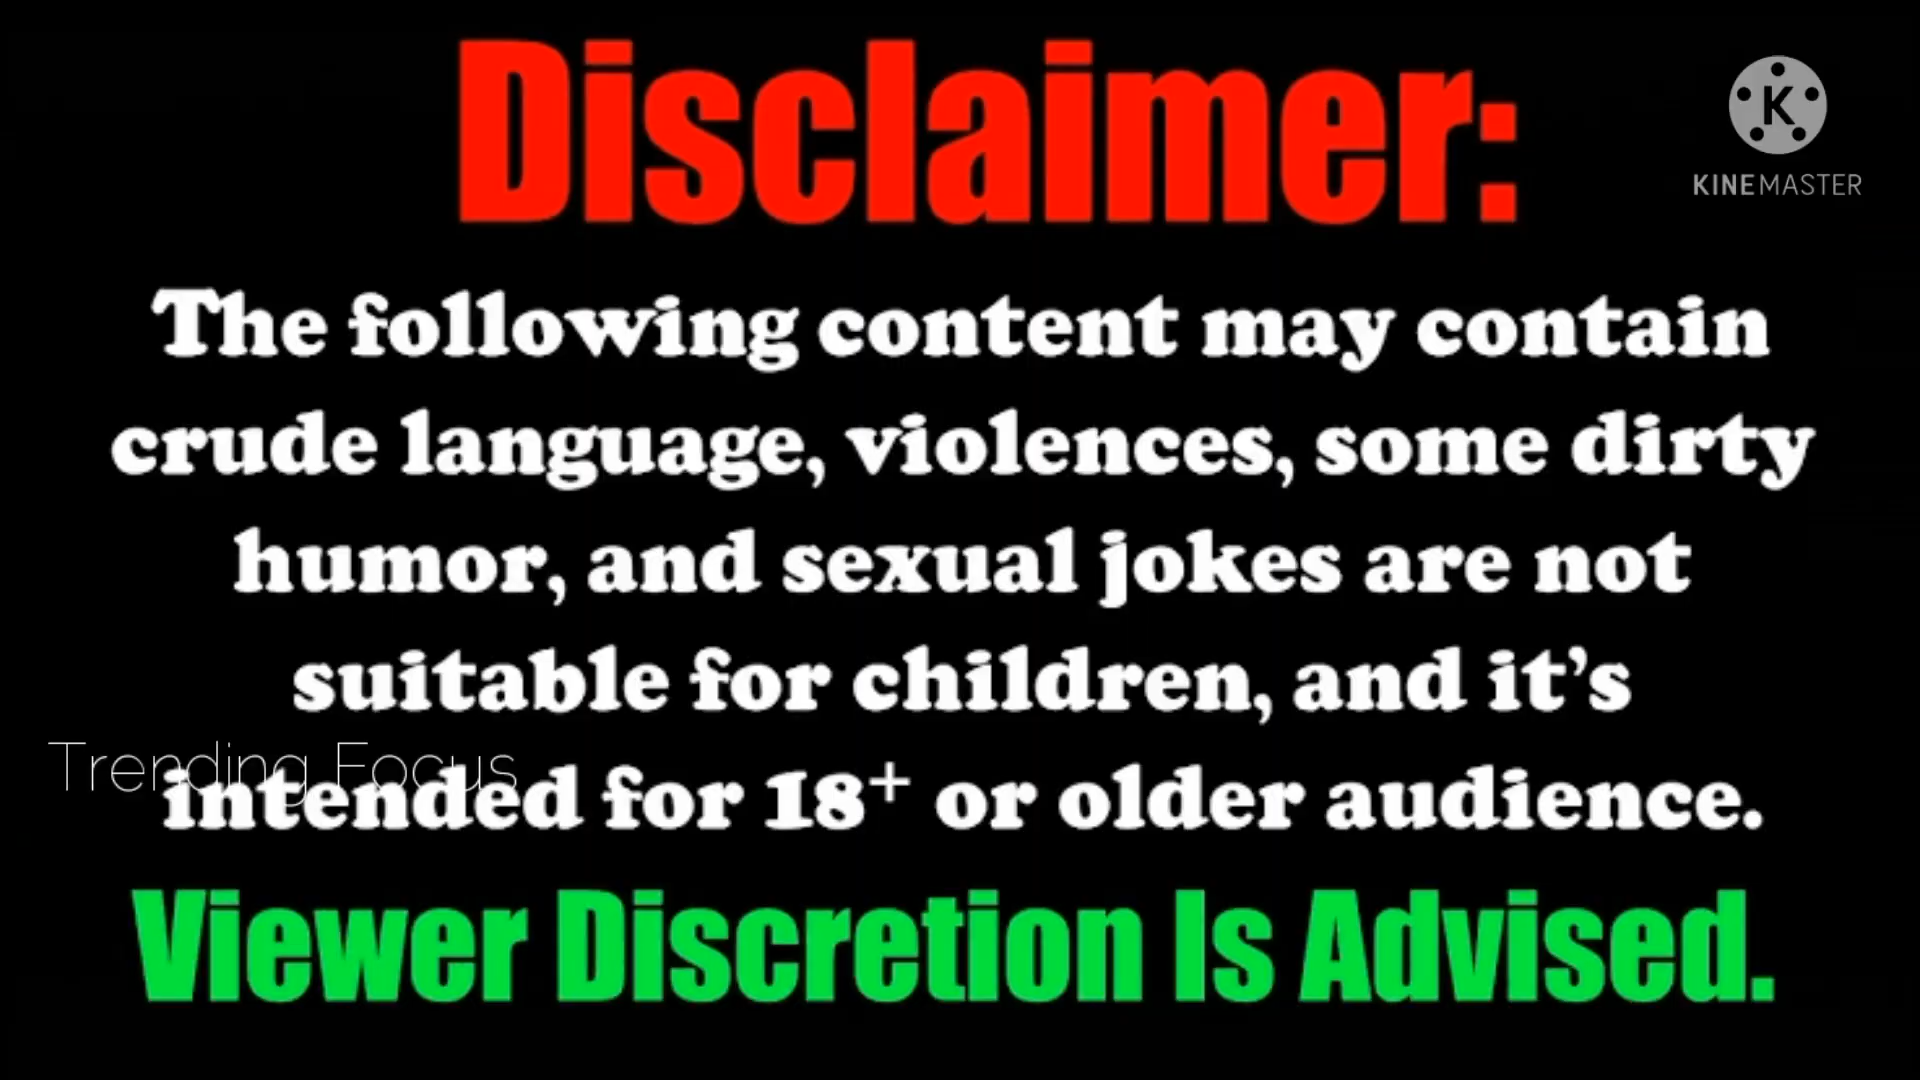 Disclaimer:
K
KINEMASTER
The following content may contain
crude language, violences, some dirty
humor, and sexual jokes are not
suitable for children, and it's
Trending Focus
intended for 18+ or older audience.
Viewer Discretion Is Advised.